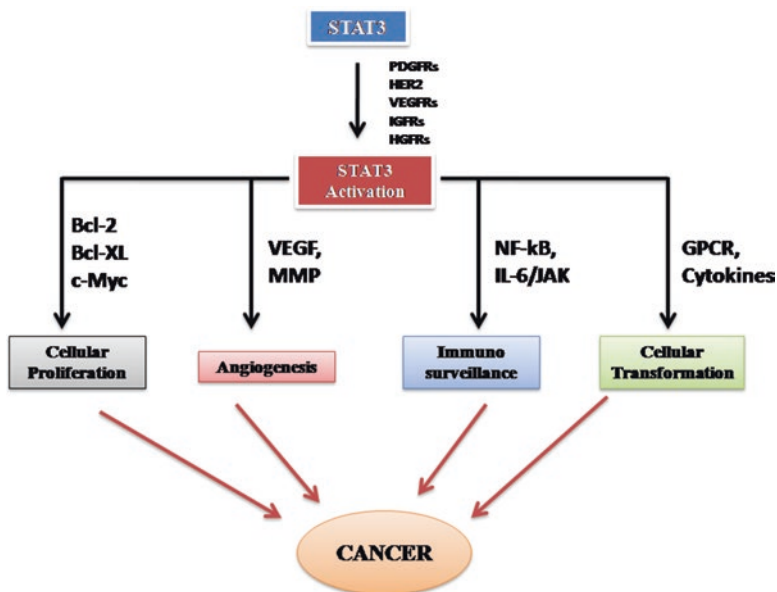 STAT3
PDGFRs
HER2
VEGFRs
IGFRs
HGFRs
STAT3
Activation
Bcl-2
Bcl-XL
c-Myc
VEGF,
MMP
NF-kB,
IL-6/JAK
GPCR,
Cytokines
Cellular
Proliferation
Angiogenesis
Immuno
surveillance
Cellular
Transformation
CANCER